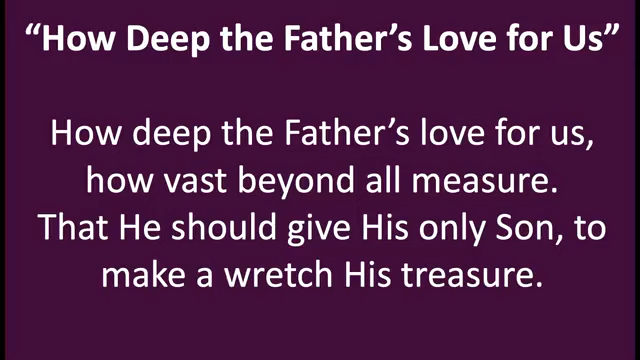 “How Deep the Father’s Love for Us”
How deep the Father’s love for us,
how vast beyond all measure.
That He should give His only Son, to
make a wretch His treasure.